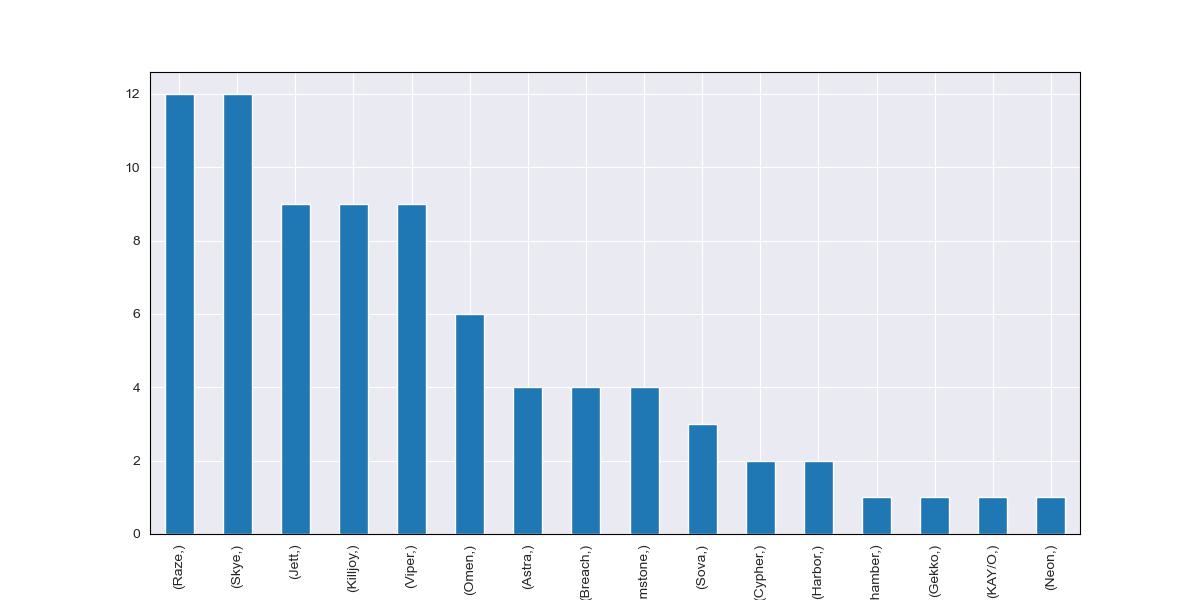 12
10
8
6
4
2
0
(Raze,)
(Skye,)
(Jett,)
(Killjoy,)
(Viper,)
(Omen,)
(Astra,)
(Breach,)
mstone,)
(Sova,)
(Cypher,)
(Harbor,)
hamber,)
(Gekko,)
(KAY/O,)
(Neon,)